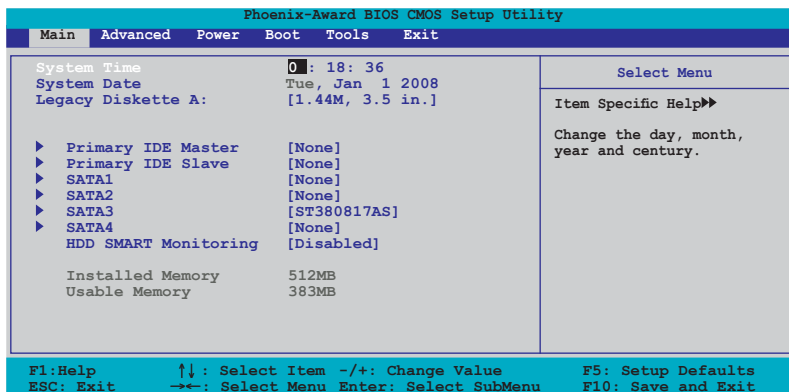 Phoenix-Award BIOS CMOS Setup Utility
Main Advanced Power Boot Tools Exit
System Time 0 : 18: 36
System Date Tue, Jan 1 2008
Legacy Diskette A: [1.44M, 3.5 in.]
Primary IDE Master [None]
Primary IDE Slave [None]
SATA1 [None]
SATA2 [None]
SATA3 [ST380817AS]
SATA4 [None]
HDD SMART Monitoring [Disabled]
Installed Memory 512MB
Usable Memory 383MB
Select Menu
Item Specific Help▶▶
Change the day, month,
year and century.
F1:Help ↑↓: Select Item -/+: Change Value F5: Setup Defaults
ESC: Exit →←: Select Menu Enter: Select SubMenu F10: Save and Exit